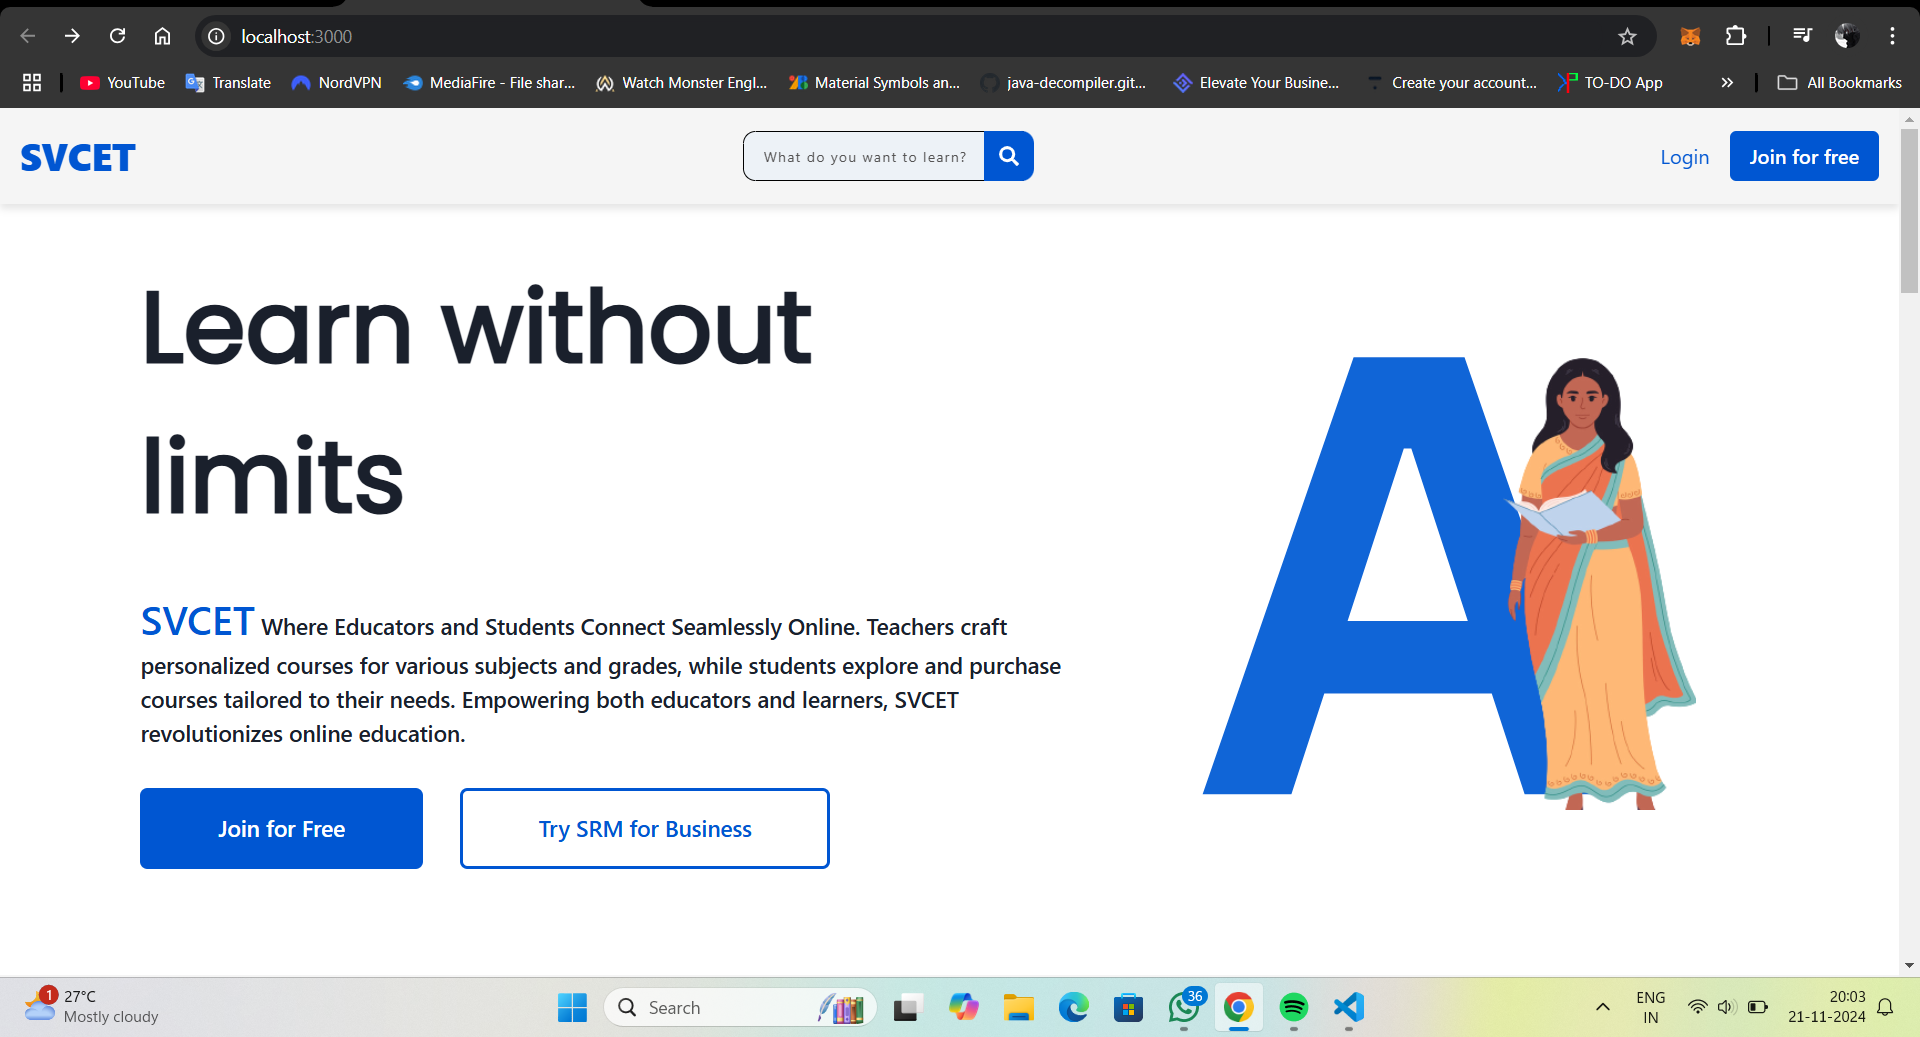 localhost:3000
YouTube
Translate
NordVPN
MediaFire - File shar...
Watch Monster Engl...
Material Symbols an...
java-decompiler.git...
Elevate Your Busine...
Create your account...
TO-DO App
All Bookmarks
SVCET
What do you want to learn?
Login
Join for free
Learn without
limits
A
SVCET Where Educators and Students Connect Seamlessly Online. Teachers craft
personalized courses for various subjects and grades, while students explore and purchase
courses tailored to their needs. Empowering both educators and learners, SVCET
revolutionizes online education.
Join for Free
Try SRM for Business
1
27°C
Mostly cloudy
Search
36
ENG
IN
20:03
21-11-2024